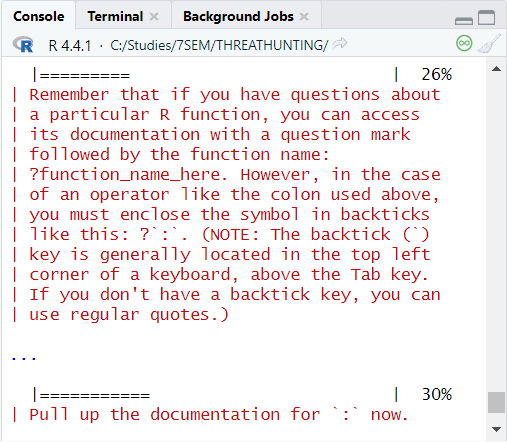 Console Terminal Background Jobs
R 4.4.1 · C:/Studies/7SEM/THREATHUNTING/
|========= | 26%
| Remember that if you have questions about
| a particular R function, you can access
| its documentation with a question mark
| followed by the function name:
| ?function_name_here. However, in the case
| of an operator like the colon used above,
| you must enclose the symbol in backticks
| like this: ?`:`. (NOTE: The backtick (`)
| key is generally located in the top left
| corner of a keyboard, above the Tab key.
| If you don't have a backtick key, you can
| use regular quotes.)
...
|=========== | 30%
| Pull up the documentation for `:` now.